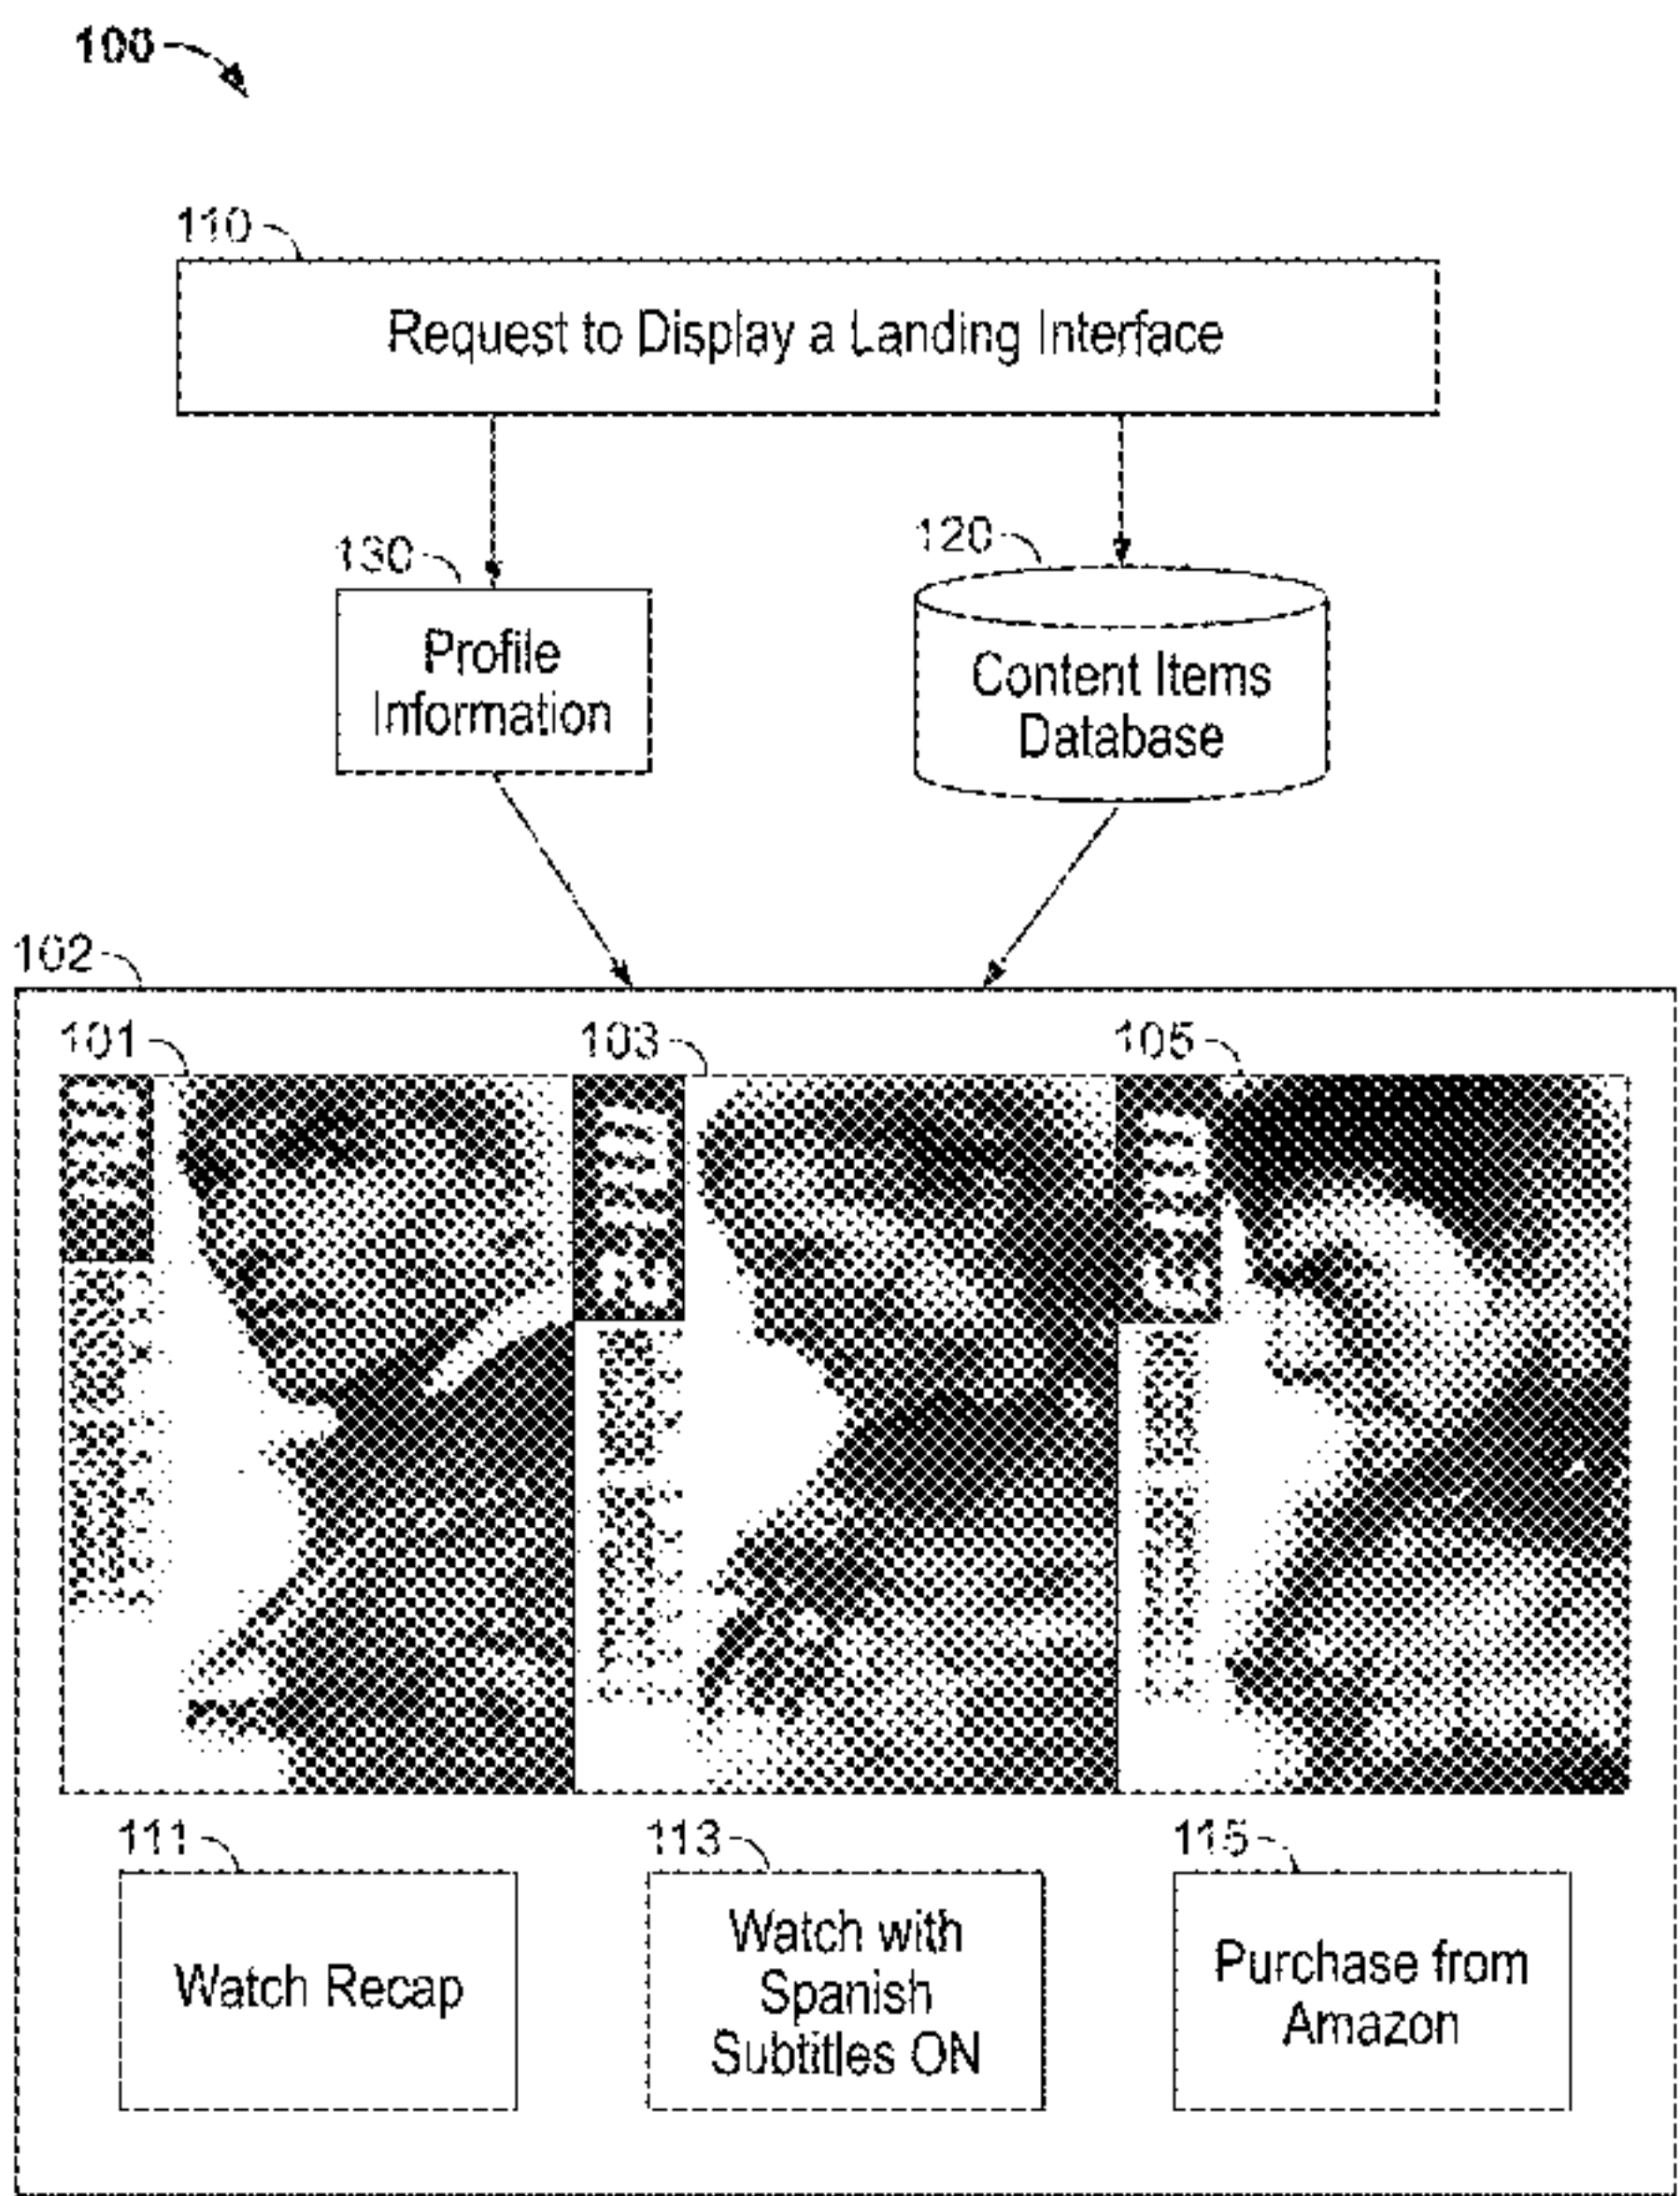 100
110
Request to Display a Landing Interface
130
120
Profile
Information
Content Items
Database
102
101
103
105
111
113
115
Watch Recap
Watch with
Spanish
Subtitles ON
Purchase from
Amazon